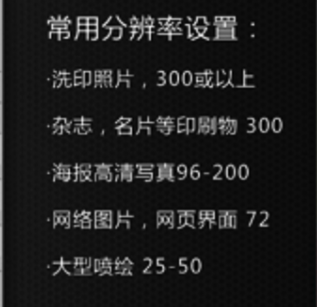 常用分辨率设置：
·洗印照片，300或以上
·杂志，名片等印刷物 300
·海报高清写真96-200
·网络图片，网页界面 72
·大型喷绘 25-50